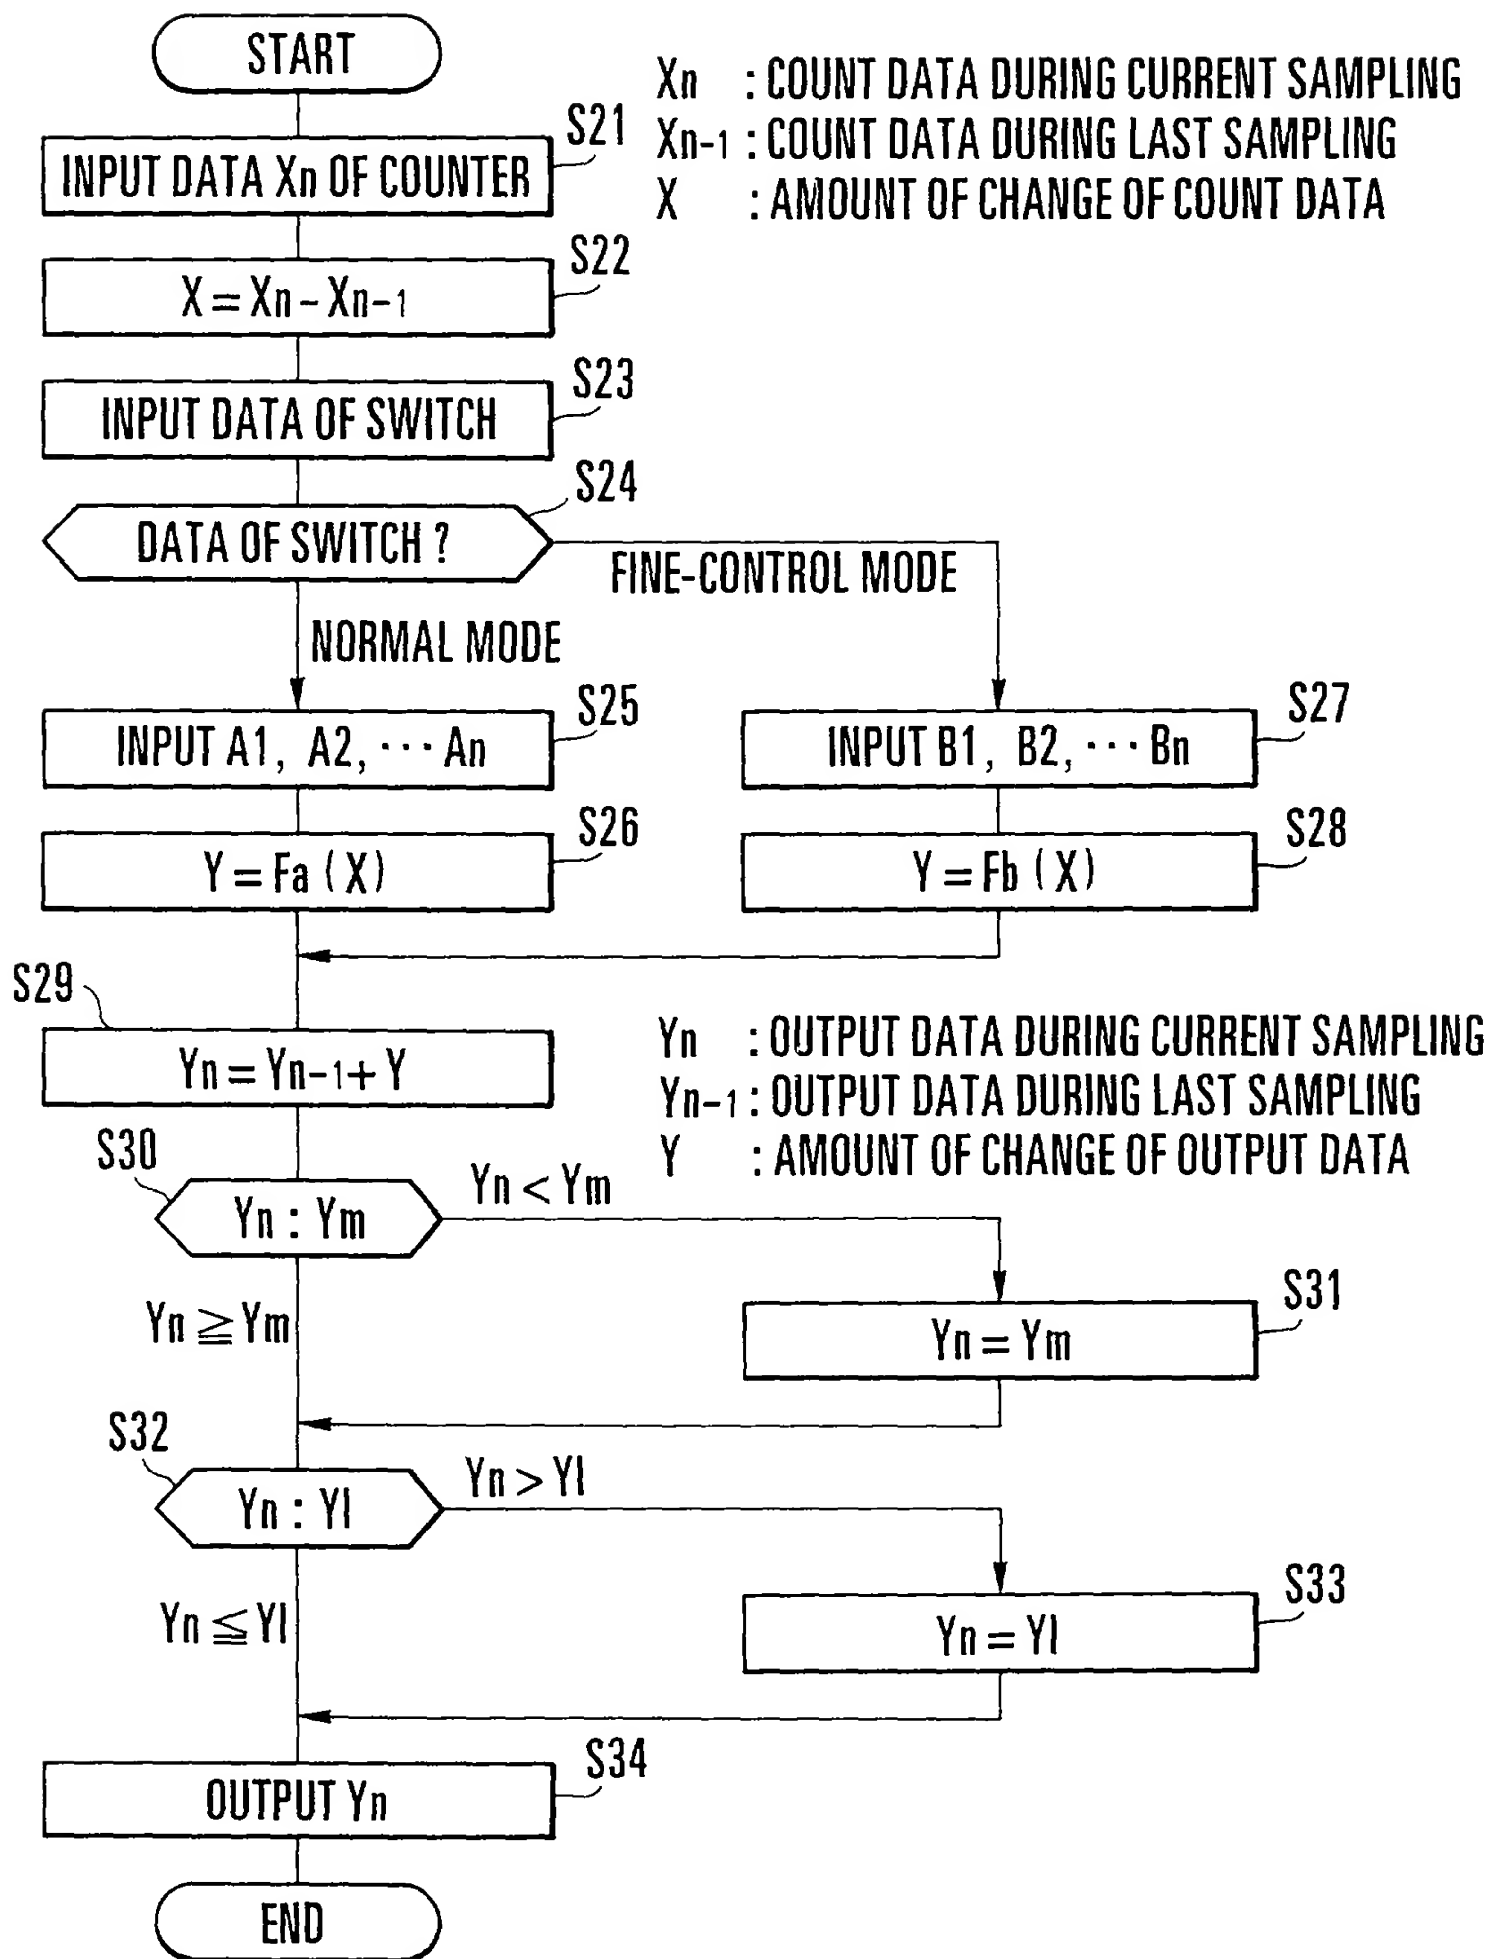 START
Xn : COUNT DATA DURING CURRENT SAMPLING
Xn-1 : COUNT DATA DURING LAST SAMPLING
X : AMOUNT OF CHANGE OF COUNT DATA
S21
INPUT DATA Xn OF COUNTER
S22
X = Xn - Xn-1
S23
INPUT DATA OF SWITCH
S24
DATA OF SWITCH ?
FINE-CONTROL MODE
NORMAL MODE
S25
INPUT A1, A2, ··· An
S27
INPUT B1, B2, ··· Bn
S26
Y = Fa ( X )
S28
Y = Fb ( X )
S29
Yn = Yn-1 + Y
Yn : OUTPUT DATA DURING CURRENT SAMPLING
Yn-1 : OUTPUT DATA DURING LAST SAMPLING
Y : AMOUNT OF CHANGE OF OUTPUT DATA
S30
Yn : Ym
Yn < Ym
Yn ≧ Ym
S31
Yn = Ym
S32
Yn : Yl
Yn > Yl
Yn ≦ Yl
S33
Yn = Yl
S34
OUTPUT Yn
END